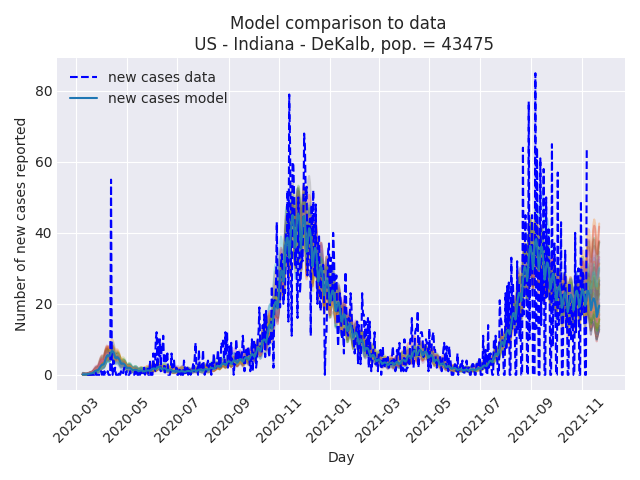 Model comparison to data
US - Indiana - DeKalb, pop. = 43475
new cases data
new cases model
Number of new cases reported
80
60
40
20
0
2020-03
2020-05
2020-07
2020-09
2020-11
2021-01
2021-03
2021-05
2021-07
2021-09
2021-11
Day